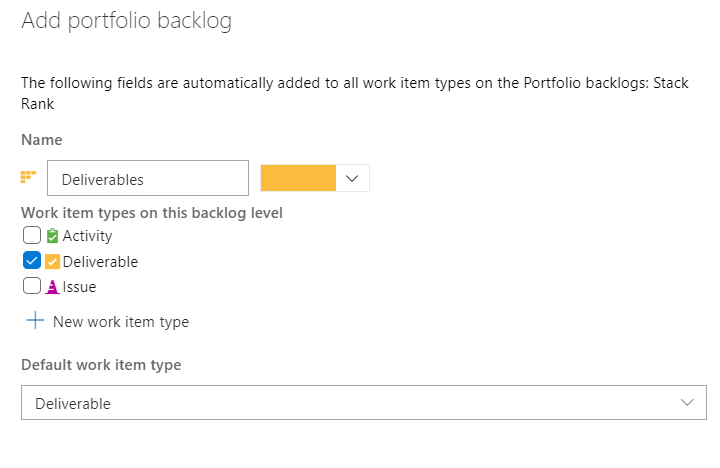 Add portfolio backlog
The following fields are automatically added to all work item types on the Portfolio backlogs: Stack
Rank
Name
Deliverables
Work item types on this backlog level
Activity
Deliverable
Issue
New work item type
Default work item type
Deliverable